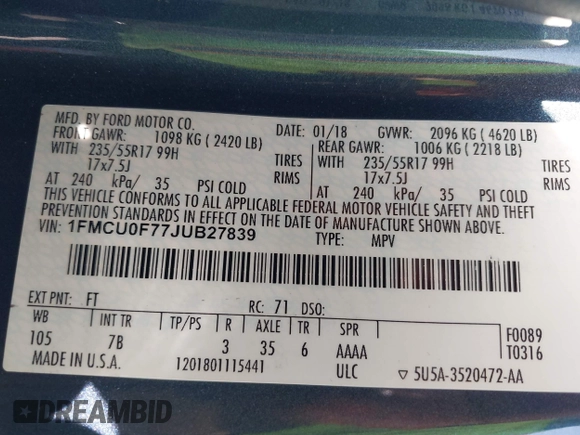 MFD. BY FORD MOTOR CO.
DATE: 01/18 GVWR: 2096 KG ( 4620 LB)
FRONT GAWR: 1098 KG ( 2420 LB) REAR GAWR: 1006 KG ( 2218 LB)
WITH 235/55R17 99H TIRES WITH 235/55R17 99H TIRES
17x7.5J RIMS 17x7.5J RIMS
AT 240 kPa/ 35 PSI COLD AT 240 kPa/ 35 PSI COLD
THIS VEHICLE CONFORMS TO ALL APPLICABLE FEDERAL MOTOR VEHICLE SAFETY AND THEFT
PREVENTION STANDARDS IN EFFECT ON THE DATE OF MANUFACTURE SHOWN ABOVE.
VIN: 1FMCU0F77JUB27839 TYPE: MPV
EXT PNT: FT RC: 71 DSO:
WB INT TR TP/PS R AXLE TR SPR F0089
105 7B 3 35 6 AAAA T0316
MADE IN U.S.A. 1201801115441 ULC ▽ 5U5A-3520472-AA
DREAMBID